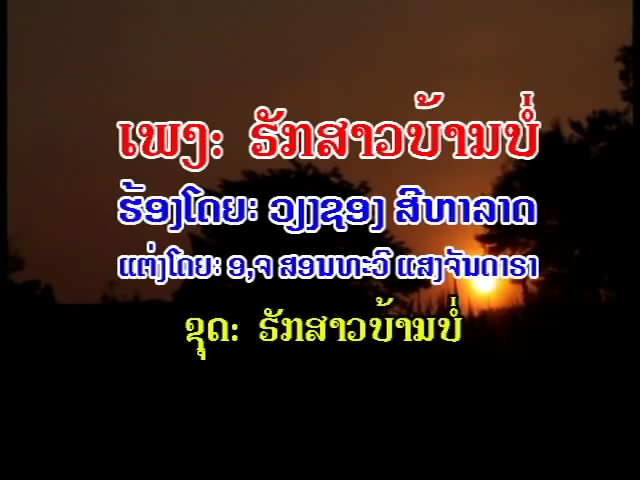 ເພງ: ຮັກສາວບ້ານບໍ່
ຮ້ອງໂດຍ: ວຽງຊອງ ສີຫາລາດ
ແຕ່ງໂດຍ: ອ,ຈ ສອນທະວີ ແສງຈັນດາຣາ
ຊຸດ: ຮັກສາວບ້ານບໍ່